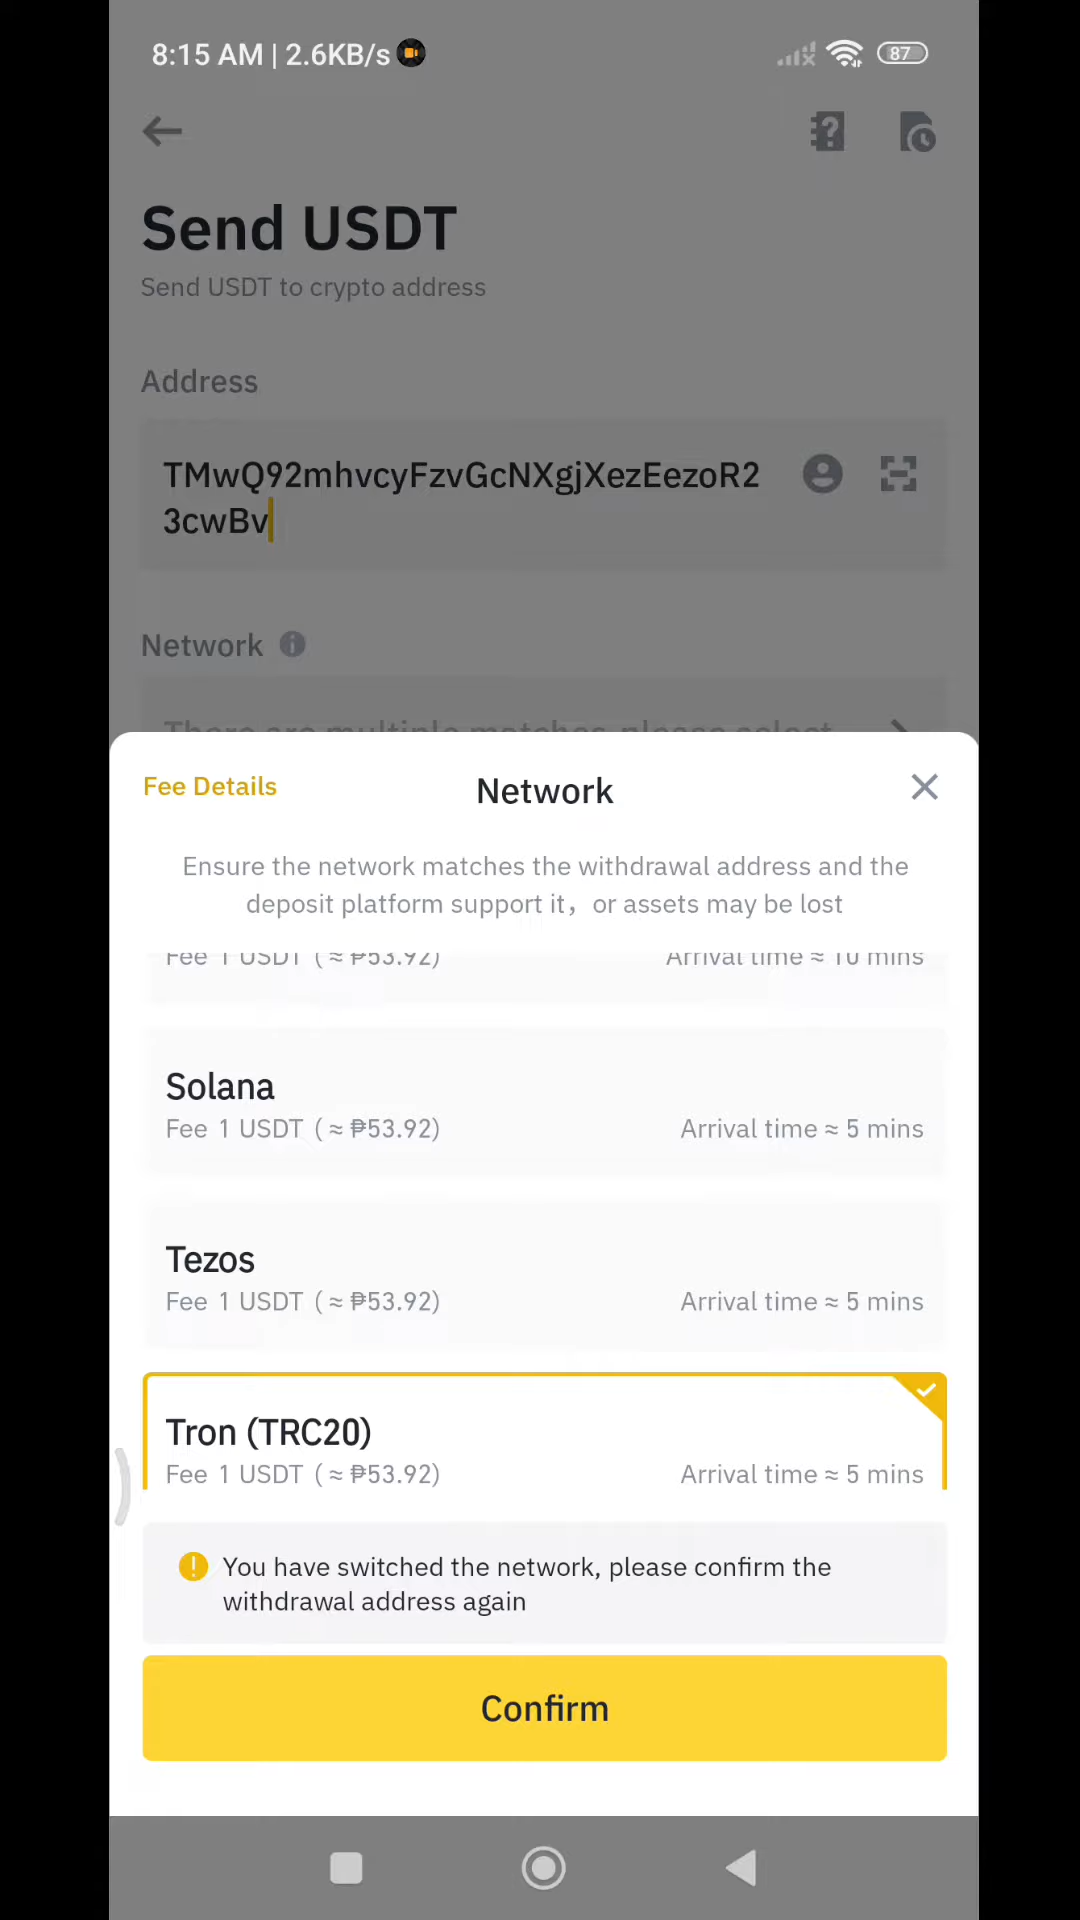 8:15 AM | 2.6KB/s
87
Send USDT
Send USDT to crypto address
Address
TMwQ92mhvcyFzvGcNXgjXezEezoR2
3cwBv
Network
There are multiple matches, please select
Fee Details
Network
Ensure the network matches the withdrawal address and the
deposit platform support it，or assets may be lost
Fee 1 USDT (≈ ₱53.92) Arrival time ≈ 10 mins
Solana
Fee 1 USDT (≈ ₱53.92) Arrival time ≈ 5 mins
Tezos
Fee 1 USDT (≈ ₱53.92) Arrival time ≈ 5 mins
Tron (TRC20)
Fee 1 USDT (≈ ₱53.92) Arrival time ≈ 5 mins
You have switched the network, please confirm the
withdrawal address again
Confirm